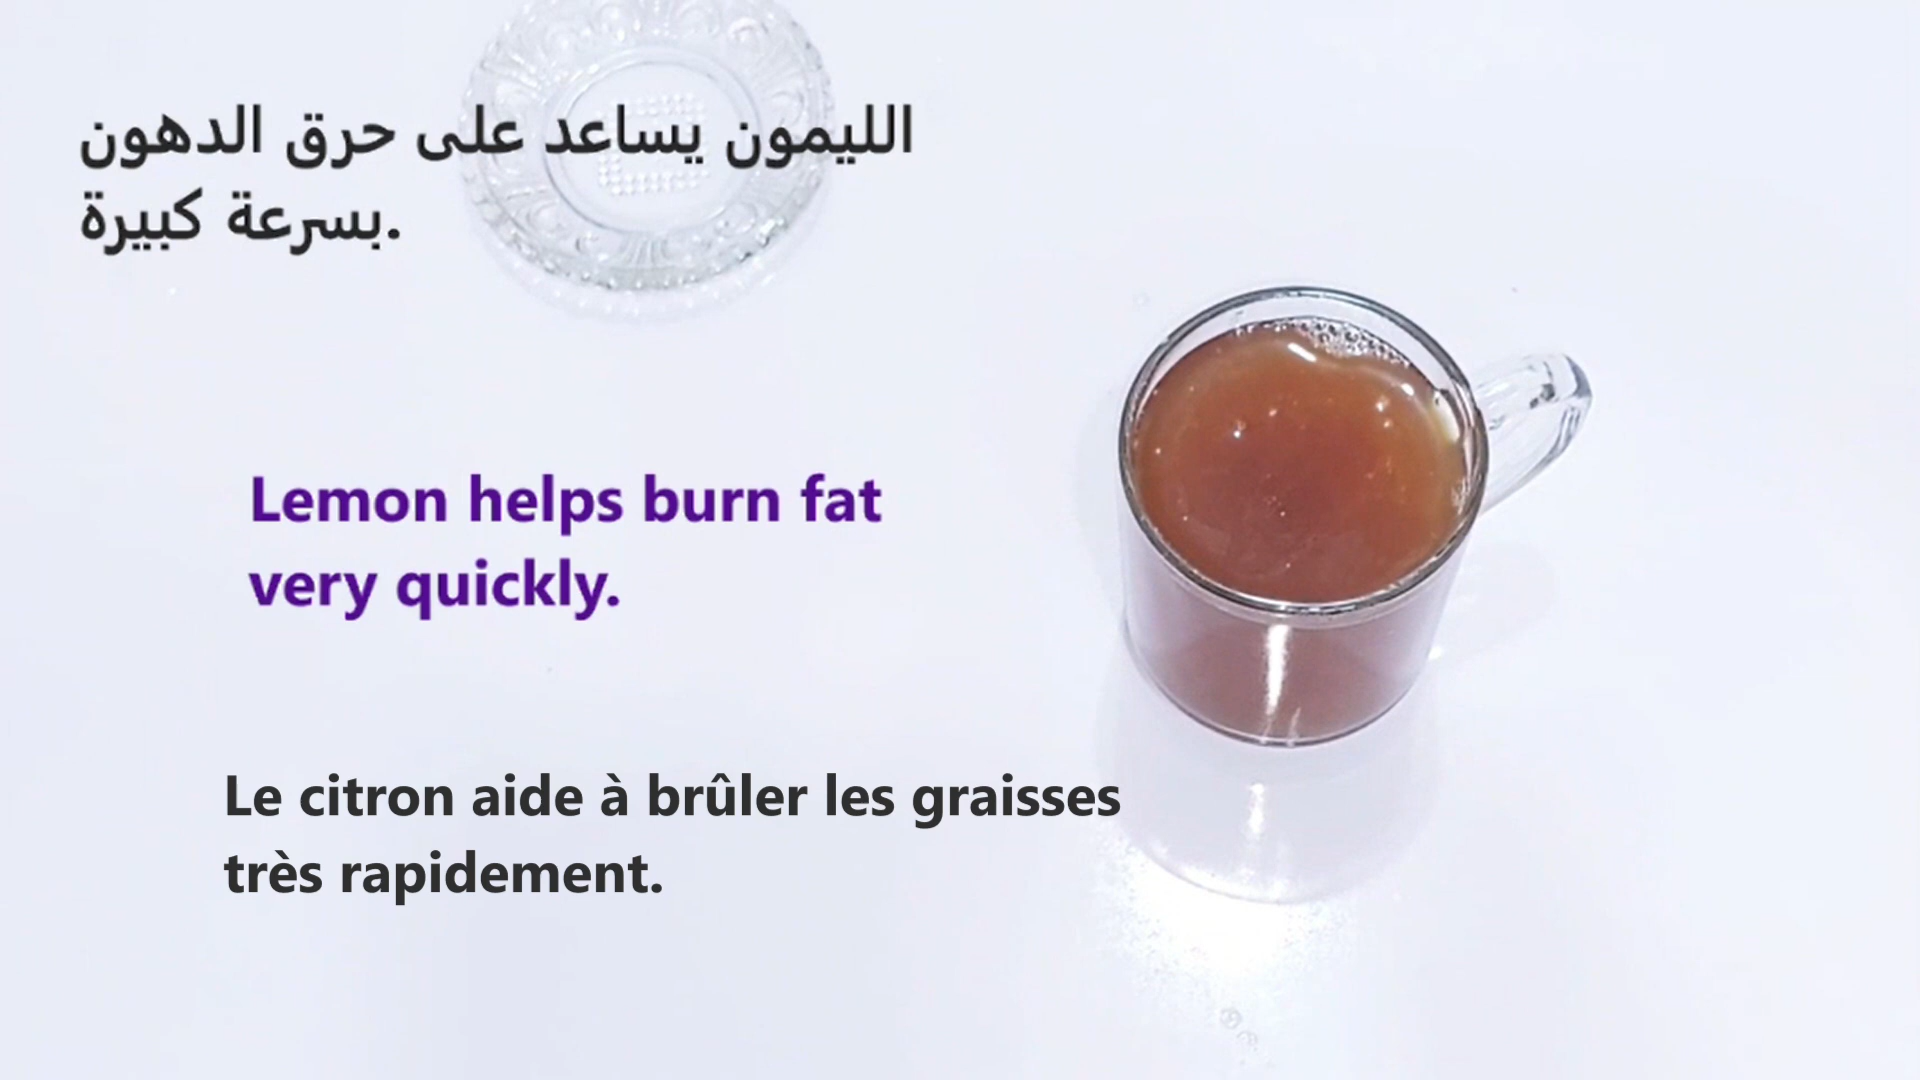 الليمون يساعد على حرق الدهون
بسرعة كبيرة.
Lemon helps burn fat
very quickly.
Le citron aide à brûler les graisses
très rapidement.